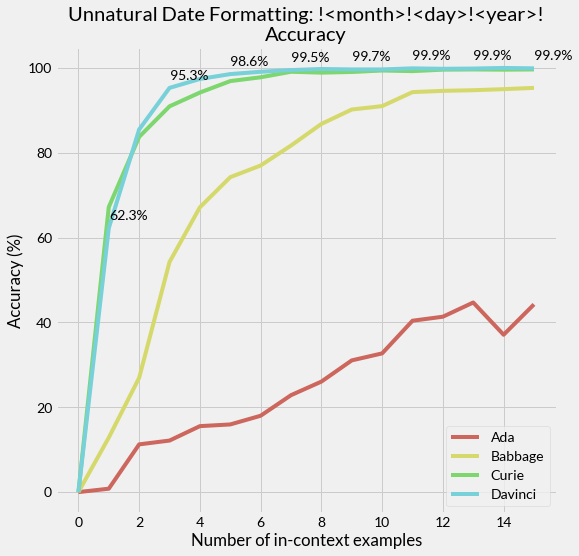 Unnatural Date Formatting: !<month>!<day>!<year>!
Accuracy
100
80
60
40
20
0
Accuracy (%)
62.3%
95.3%
98.6%
99.5%
99.7%
99.9%
99.9%
99.9%
Ada
Babbage
Curie
Davinci
0
2
4
6
8
10
12
14
Number of in-context examples